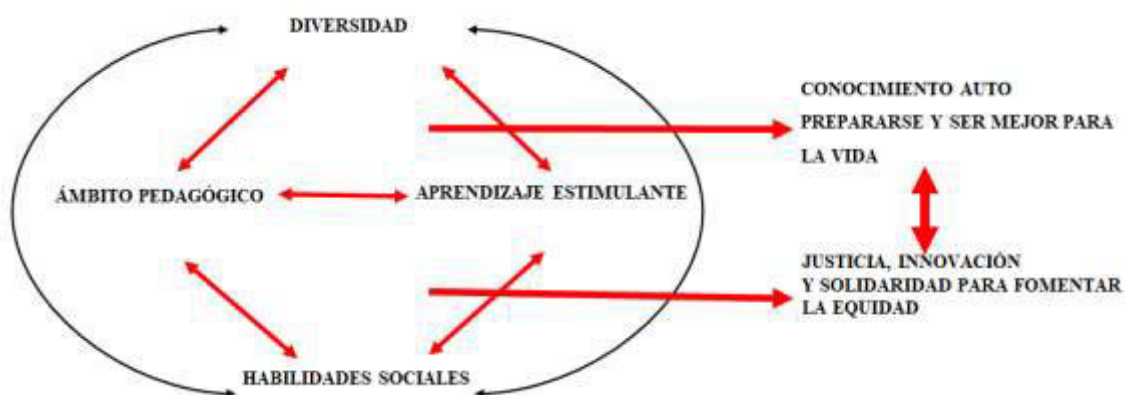 DIVERSIDAD
CONOCIMIENTO AUTO
PREPARARSE Y SER MEJOR PARA
LA VIDA
ÁMBITO PEDAGÓGICO
APRENDIZAJE ESTIMULANTE
JUSTICIA, INNOVACIÓN
Y SOLIDARIDAD PARA FOMENTAR
LA EQUIDAD
HABILIDADES SOCIALES